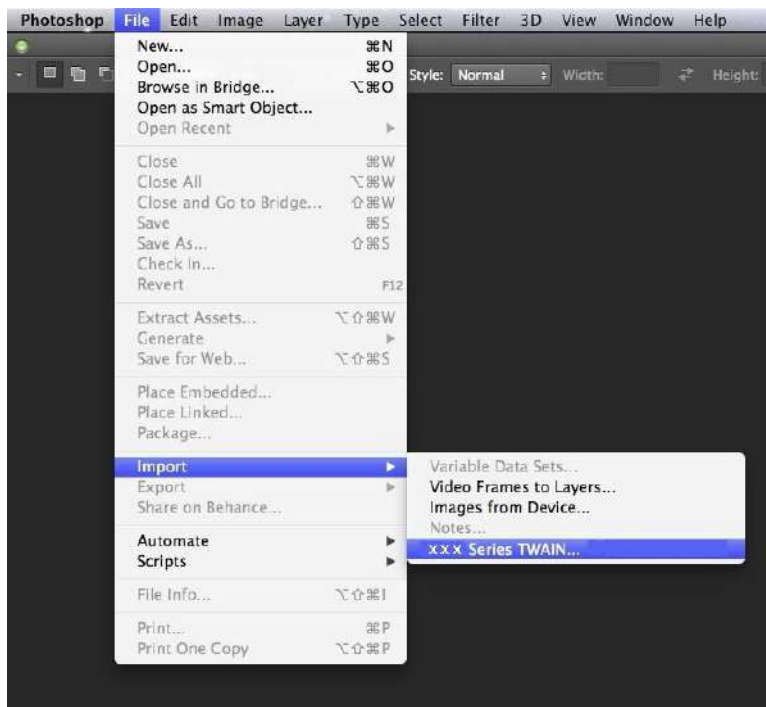 Photoshop File Edit Image Layer Type Select Filter 3D View Window Help
Style: Normal Width: Height:
New... ⌘N
Open... ⌘O
Browse in Bridge... ⌥⌘O
Open as Smart Object...
Open Recent
Close ⌘W
Close All ⌥⌘W
Close and Go to Bridge... ⇧⌘W
Save ⌘S
Save As... ⇧⌘S
Check In...
Revert F12
Extract Assets... ⌥⇧⌘W
Generate
Save for Web... ⌥⇧⌘S
Place Embedded...
Place Linked...
Package...
Import
Export
Share on Behance...
Automate
Scripts
File Info... ⌥⇧⌘I
Print... ⌘P
Print One Copy ⌥⇧⌘P
Variable Data Sets...
Video Frames to Layers...
Images from Device...
Notes...
xxx Series TWAIN...